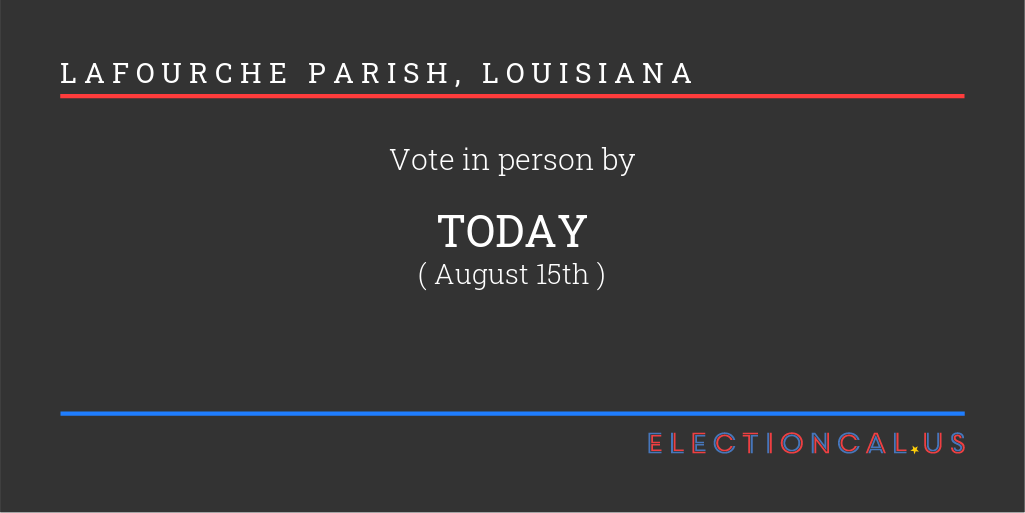 LAFOURCHE PARISH, LOUISIANA
Vote in person by
TODAY
( August 15th )
ELECTIONCAL.US